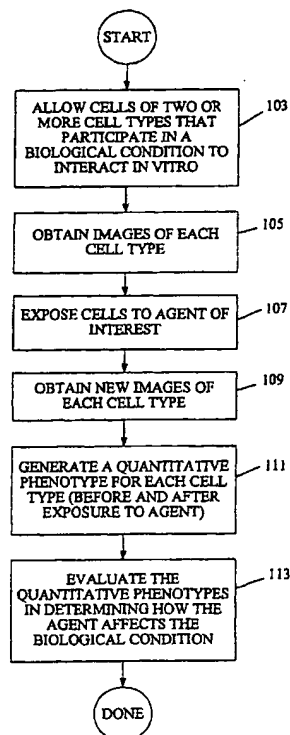 START
ALLOW CELLS OF TWO OR
MORE CELL TYPES THAT
PARTICIPATE IN A
BIOLOGICAL CONDITION TO
INTERACT IN VITRO
103
OBTAIN IMAGES OF EACH
CELL TYPE
105
EXPOSE CELLS TO AGENT OF
INTEREST
107
OBTAIN NEW IMAGES OF
EACH CELL TYPE
109
GENERATE A QUANTITATIVE
PHENOTYPE FOR EACH CELL
TYPE (BEFORE AND AFTER
EXPOSURE TO AGENT)
111
EVALUATE THE
QUANTITATIVE PHENOTYPES
IN DETERMINING HOW THE
AGENT AFFECTS THE
BIOLOGICAL CONDITION
113
DONE